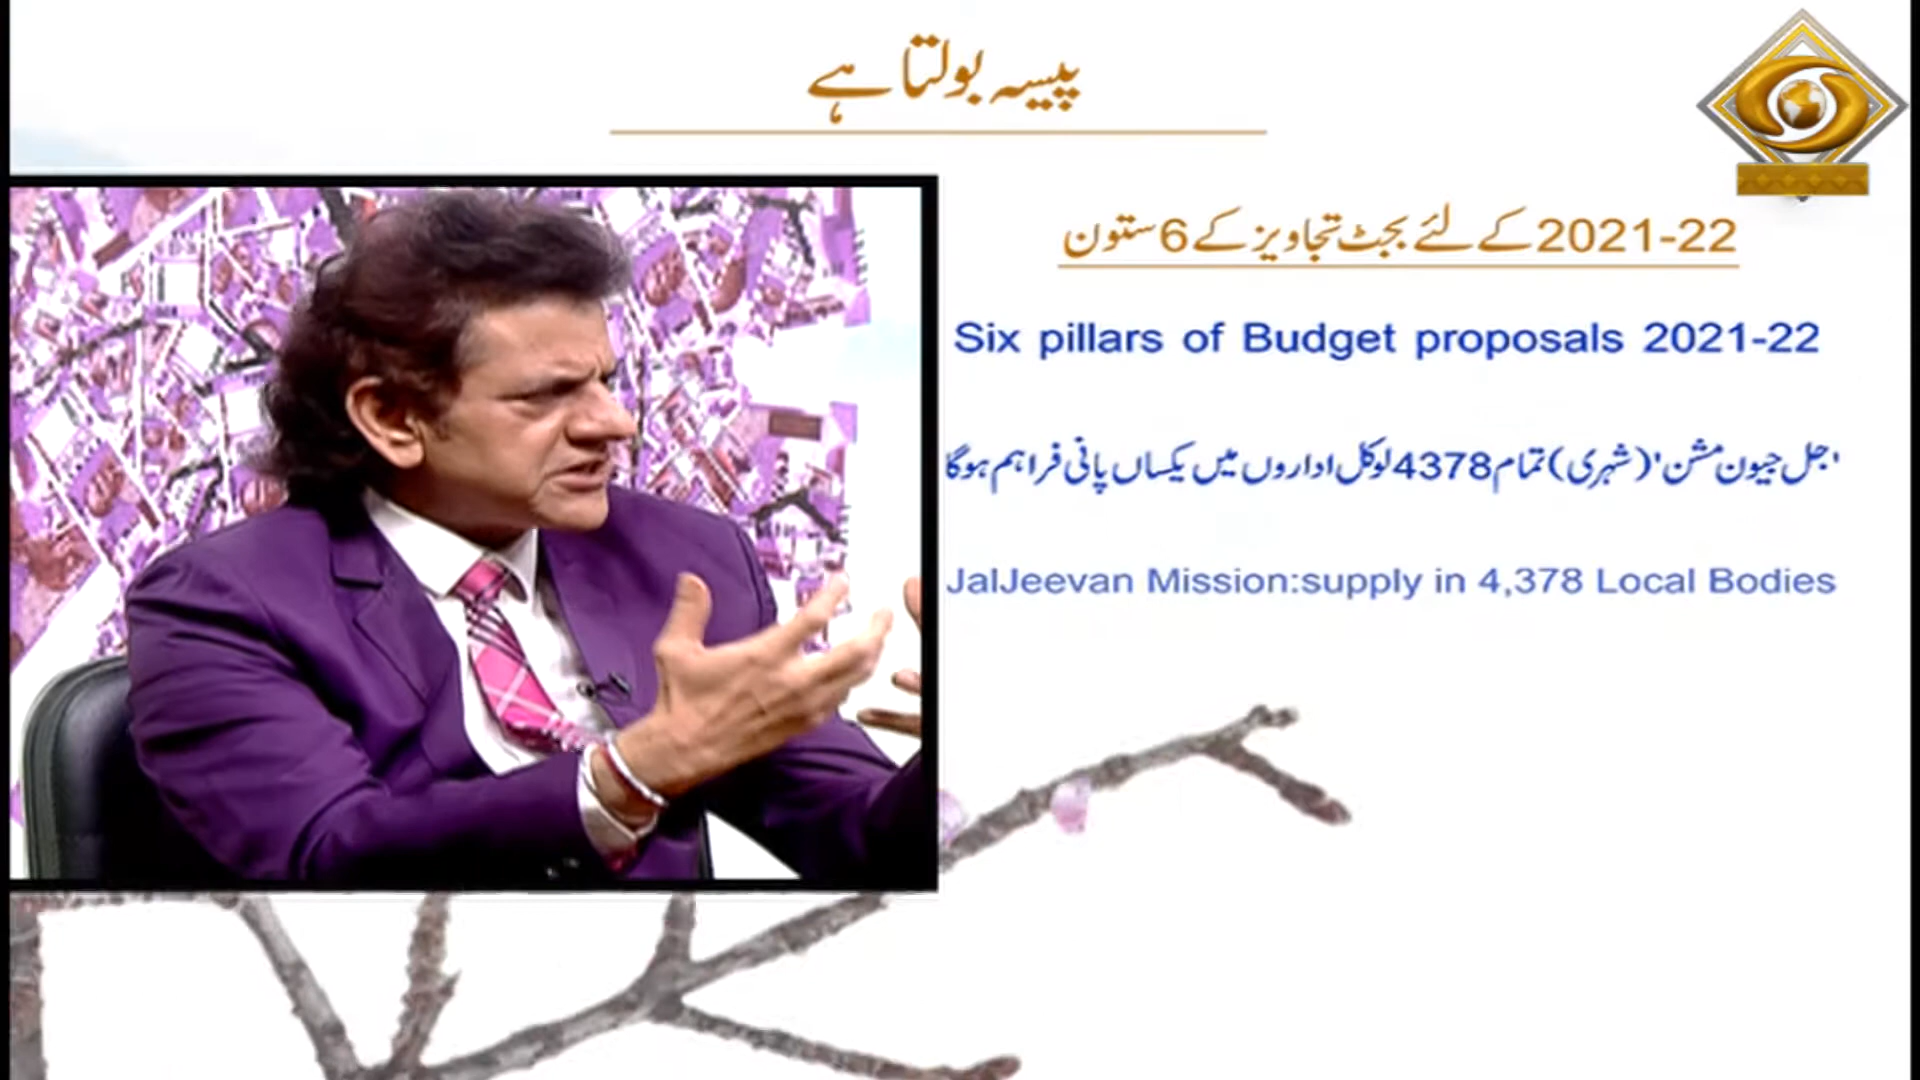 پیسہ بولتا ہے
2021-22 کے لئے بجٹ تجاویز کے 6 ستون
Six pillars of Budget proposals 2021-22
'جل جیون مشن' (شہری) تمام 4378 لوکل اداروں میں یکساں پانی فراہم ہوگا
JalJeevan Mission:supply in 4,378 Local Bodies